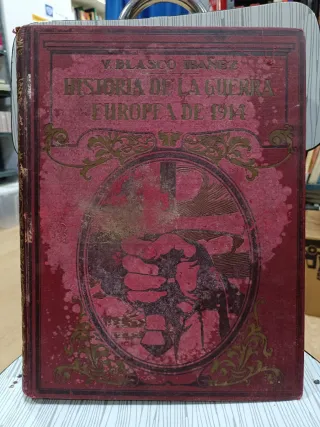 V. BLASCO IBAÑEZ
HISTORIA DE LA GUERRA
EUROPEA DE 1914